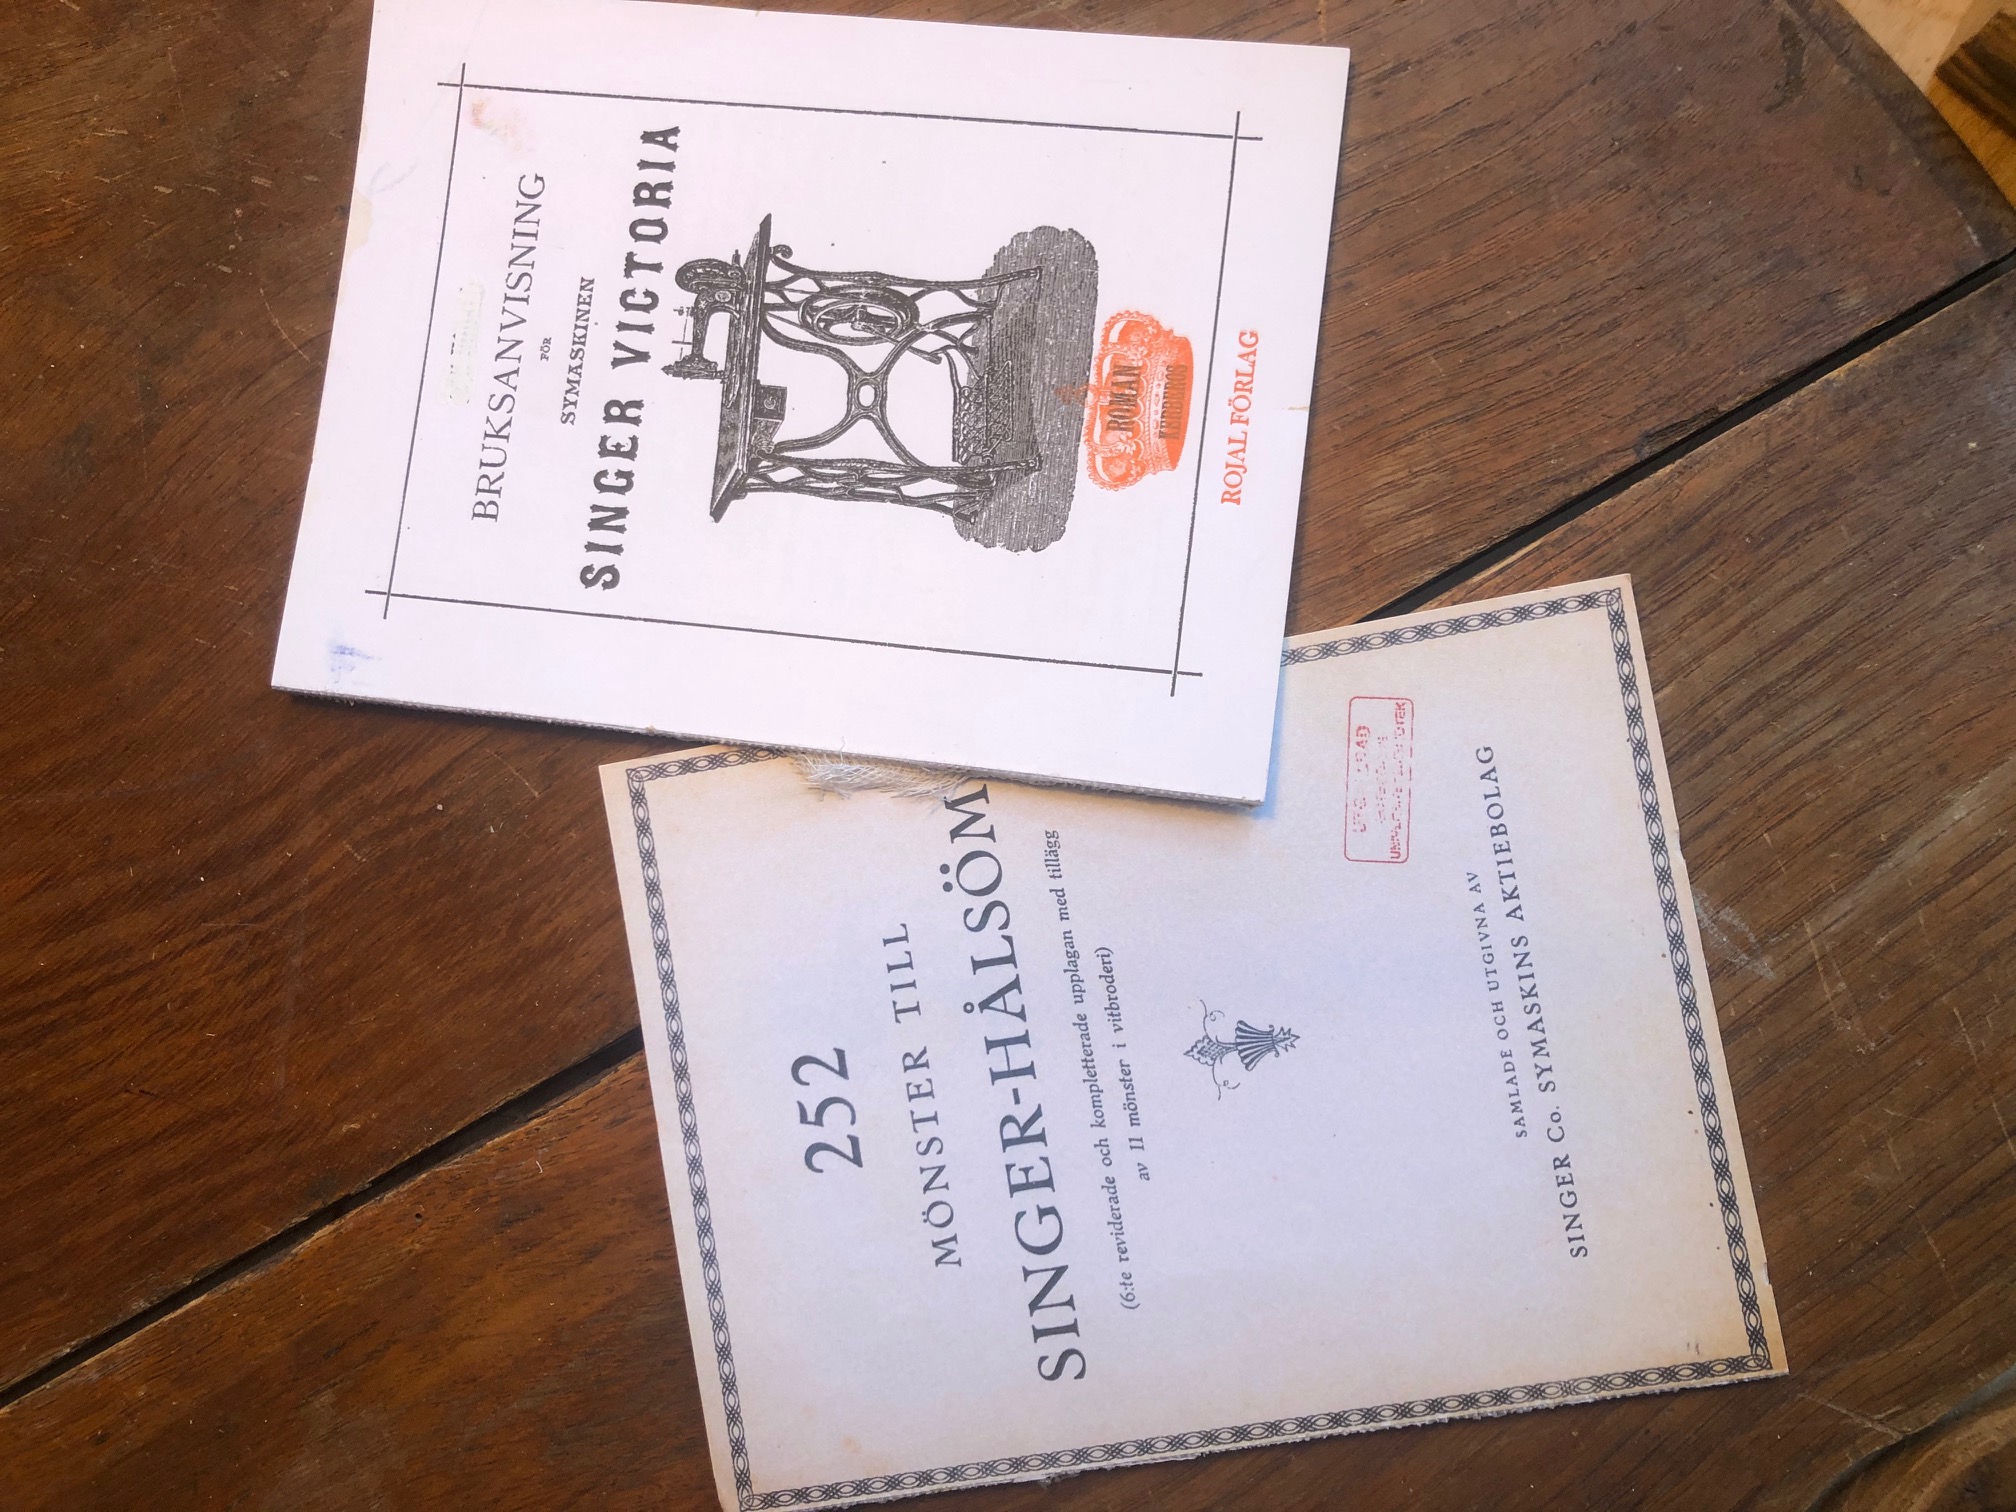 BRUKSANVISNING
FÖR
SYMASKINEN
SINGER VICTORIA
ROMAN
ROJAL FÖRLAG
252
MÖNSTER TILL
SINGER-HÅLSÖM
(6:te reviderade och kompletterade upplagan med tillägg
av 11 mönster i vitbroderi)
SAMLADE OCH UTGIVNA AV
SINGER Co. SYMASKINS AKTIEBOLAG